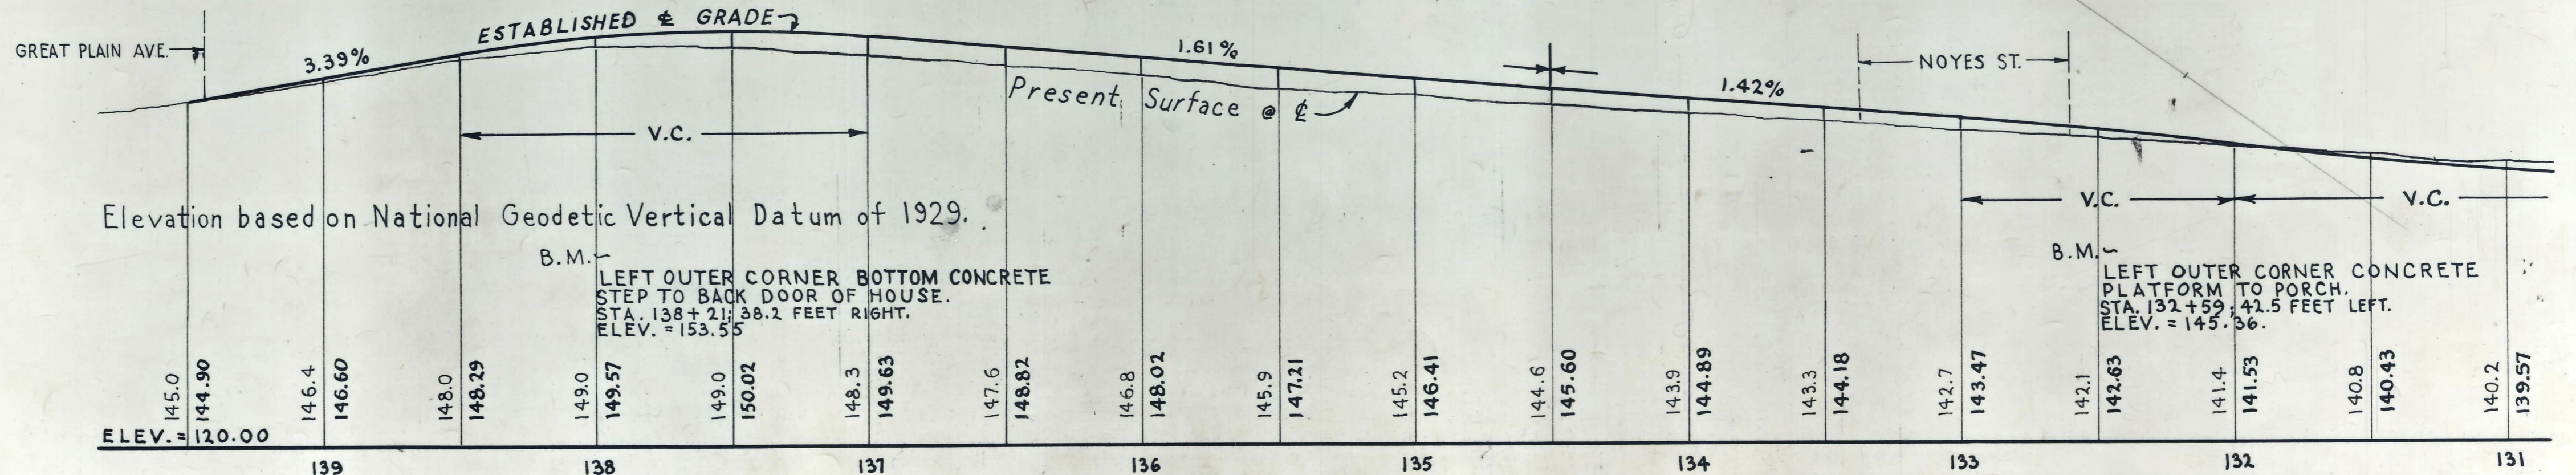 ESTABLISHED ℄ GRADE
GREAT PLAIN AVE.
3.39%
1.61%
1.42%
NOYES ST.
Present Surface @ ℄
V.C.
V.C.
V.C.
Elevation based on National Geodetic Vertical Datum of 1929.
B.M.~
LEFT OUTER CORNER BOTTOM CONCRETE
STEP TO BACK DOOR OF HOUSE.
STA. 138+21; 38.2 FEET RIGHT.
ELEV. = 153.55
B.M.~
LEFT OUTER CORNER CONCRETE
PLATFORM TO PORCH.
STA. 132+59; 42.5 FEET LEFT.
ELEV. = 145.36.
145.0
144.90
146.4
146.60
148.0
148.29
149.0
149.57
149.0
150.02
148.3
149.63
147.6
148.82
146.8
148.02
145.9
147.21
145.2
146.41
144.6
145.60
143.9
144.89
143.3
144.18
142.7
143.47
142.1
142.63
141.4
141.53
140.8
140.43
140.2
139.57
ELEV. = 120.00
139
138
137
136
135
134
133
132
131